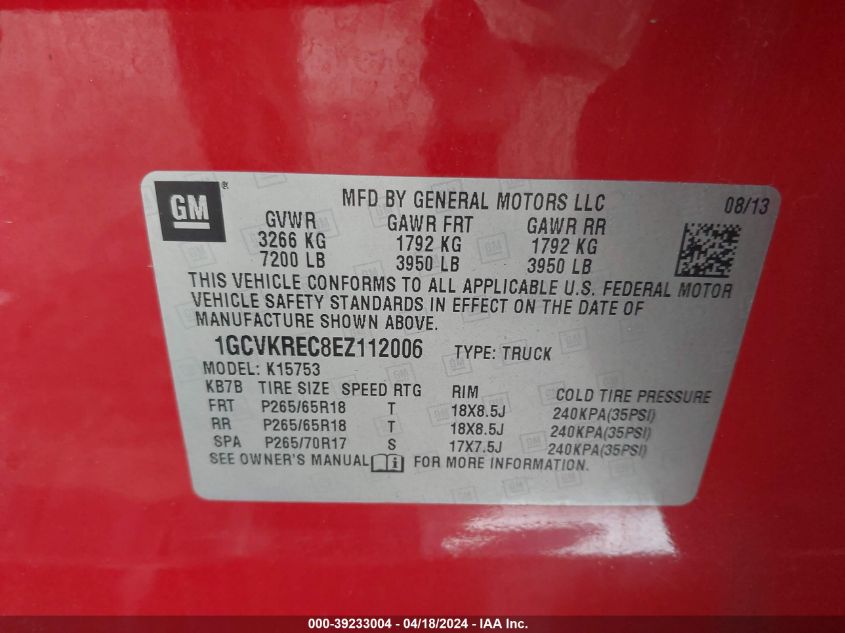 GM® MFD BY GENERAL MOTORS LLC 08/13
GVWR GAWR FRT GAWR RR
3266 KG 1792 KG 1792 KG
7200 LB 3950 LB 3950 LB
THIS VEHICLE CONFORMS TO ALL APPLICABLE U.S. FEDERAL MOTOR
VEHICLE SAFETY STANDARDS IN EFFECT ON THE DATE OF
MANUFACTURE SHOWN ABOVE.
1GCVKREC8EZ112006 TYPE: TRUCK
MODEL: K15753
KB7B TIRE SIZE SPEED RTG RIM COLD TIRE PRESSURE
FRT P265/65R18 T 18X8.5J 240KPA(35PSI)
RR P265/65R18 T 18X8.5J 240KPA(35PSI)
SPA P265/70R17 S 17X7.5J 240KPA(35PSI)
SEE OWNER'S MANUAL FOR MORE INFORMATION.
000-39233004 - 04/18/2024 - IAA Inc.